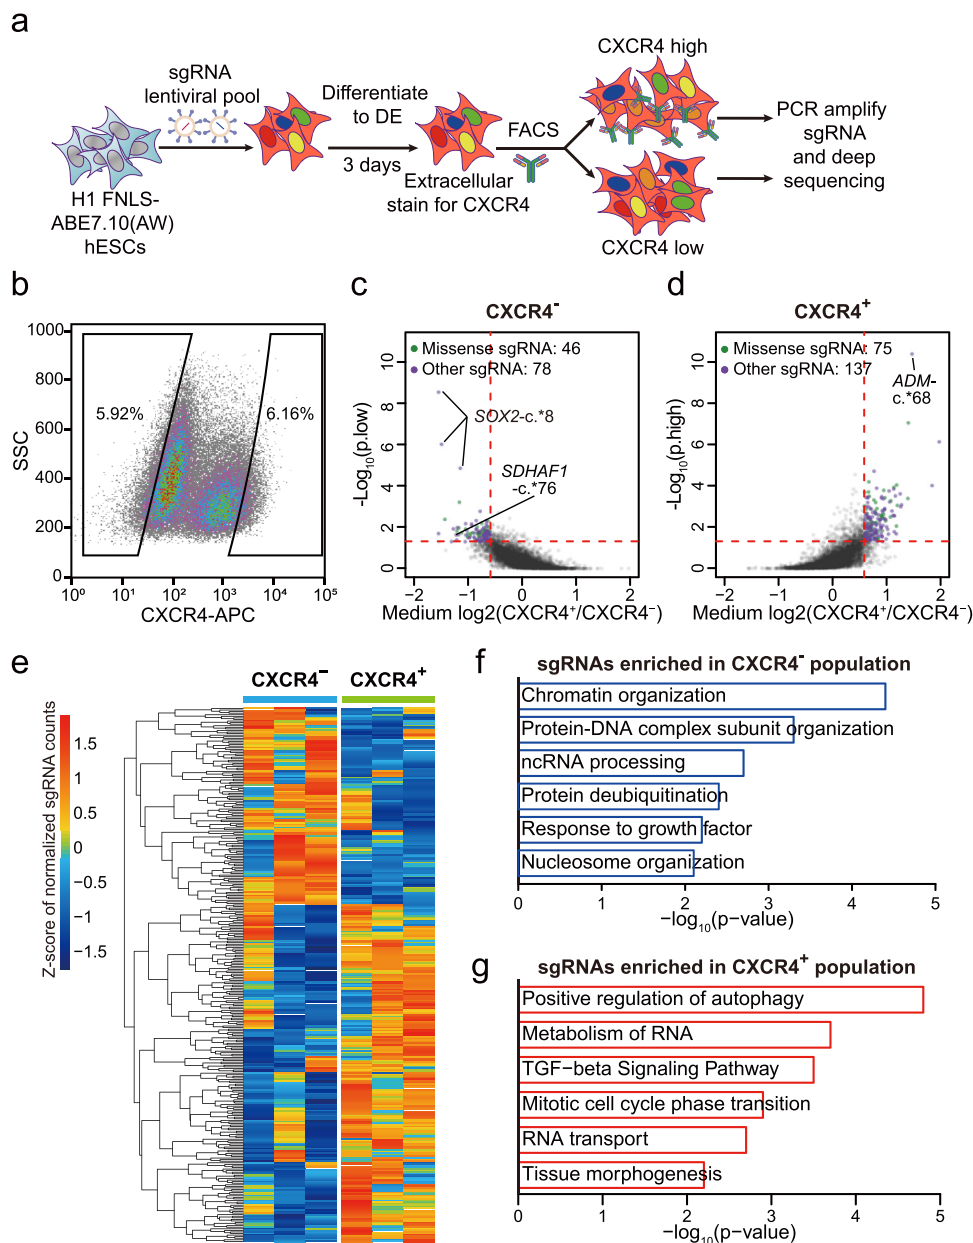 a
sgRNA
lentiviral pool
Differentiate
to DE
3 days
FACS
Extracellular
stain for CXCR4
CXCR4 high
CXCR4 low
PCR amplify
sgRNA
and deep
sequencing
H1 FNLS-
ABE7.10(AW)
hESCs
b
1000
800
600
400
200
0
SSC
5.92%
6.16%
10⁰ 10¹ 10² 10³ 10⁴ 10⁵
CXCR4-APC
c
CXCR4⁻
Missense sgRNA: 46
Other sgRNA: 78
SOX2-c.*8
SDHAF1
-c.*76
10
8
6
4
2
0
-Log₁₀(p.low)
−2 −1 0 1 2
Medium log2(CXCR4⁺/CXCR4⁻)
d
CXCR4⁺
Missense sgRNA: 75
Other sgRNA: 137
ADM-
c.*68
10
8
6
4
2
0
-Log₁₀(p.high)
−2 −1 0 1 2
Medium log2(CXCR4⁺/CXCR4⁻)
e
CXCR4⁻ CXCR4⁺
Z-score of normalized sgRNA counts
1.5
1
0.5
0
−0.5
−1
−1.5
f
sgRNAs enriched in CXCR4⁻ population
Chromatin organization
Protein-DNA complex subunit organization
ncRNA processing
Protein deubiquitination
Response to growth factor
Nucleosome organization
0 1 2 3 4 5
−log₁₀(p−value)
g
sgRNAs enriched in CXCR4⁺ population
Positive regulation of autophagy
Metabolism of RNA
TGF−beta Signaling Pathway
Mitotic cell cycle phase transition
RNA transport
Tissue morphogenesis
0 1 2 3 4 5
−log₁₀(p−value)